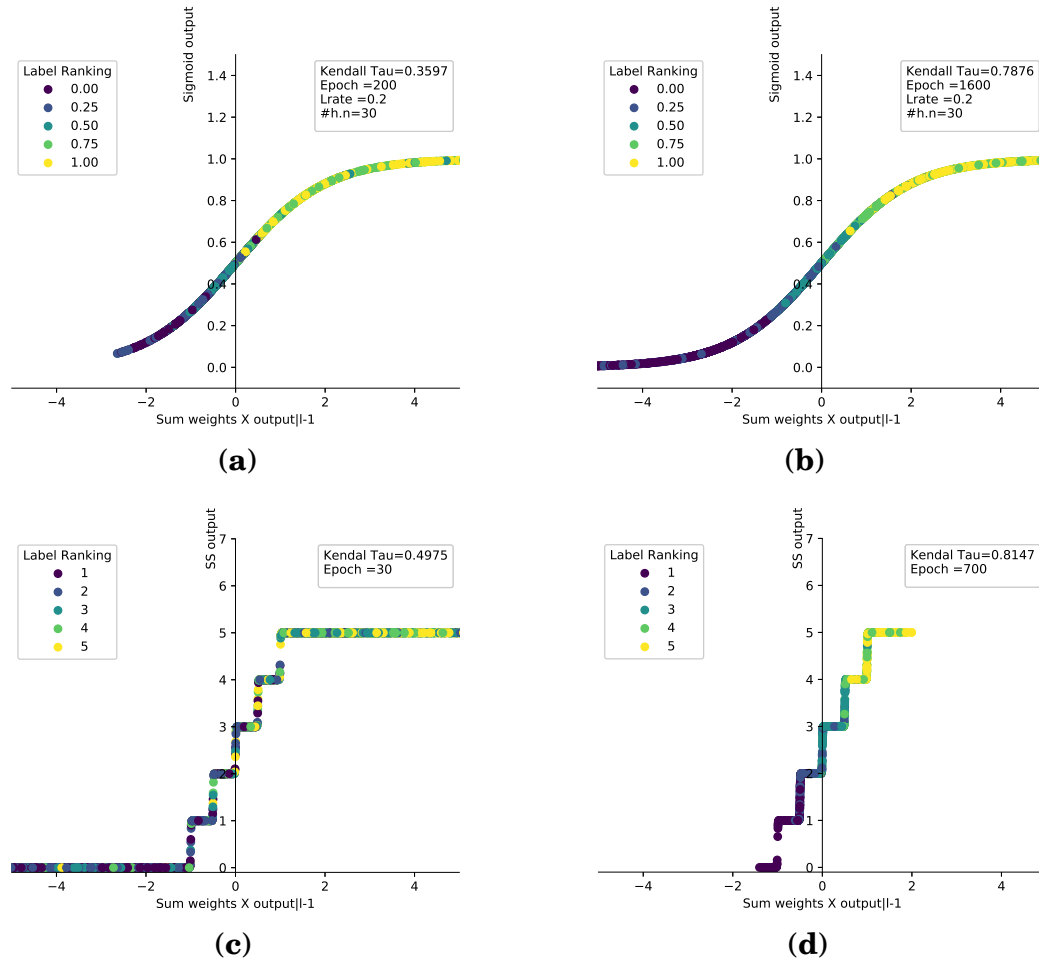 Sigmoid output
Label Ranking
0.00
0.25
0.50
0.75
1.00
Kendall Tau=0.3597
Epoch =200
Lrate =0.2
#h.n=30
1.4
1.2
1.0
0.8
0.6
0.4
0.2
0.0
−4
−2
0
2
4
Sum weights X output|l-1
(a)
Sigmoid output
Label Ranking
0.00
0.25
0.50
0.75
1.00
Kendall Tau=0.7876
Epoch =1600
Lrate =0.2
#h.n=30
1.4
1.2
1.0
0.8
0.6
0.4
0.2
0.0
−4
−2
0
2
4
Sum weights X output|l-1
(b)
SS output
Label Ranking
1
2
3
4
5
Kendal Tau=0.4975
Epoch =30
7
6
5
4
3
2
1
0
−4
−2
0
2
4
Sum weights X output|l-1
(c)
SS output
Label Ranking
1
2
3
4
5
Kendal Tau=0.8147
Epoch =700
7
6
5
4
3
2
1
0
−4
−2
0
2
4
Sum weights X output|l-1
(d)